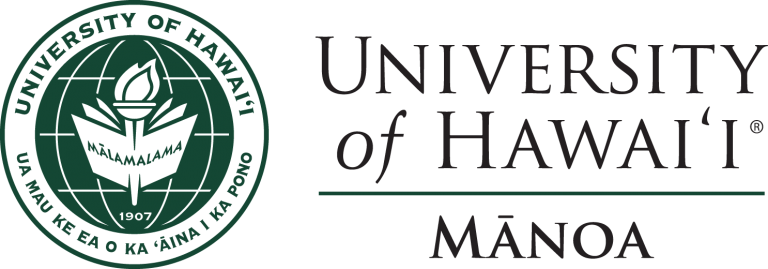 UNIVERSITY OF HAWAIʻI
MĀLAMALAMA
1907
UA MAU KE EA O KA ʻĀINA I KA PONO
UNIVERSITY
of HAWAIʻI®
MĀNOA